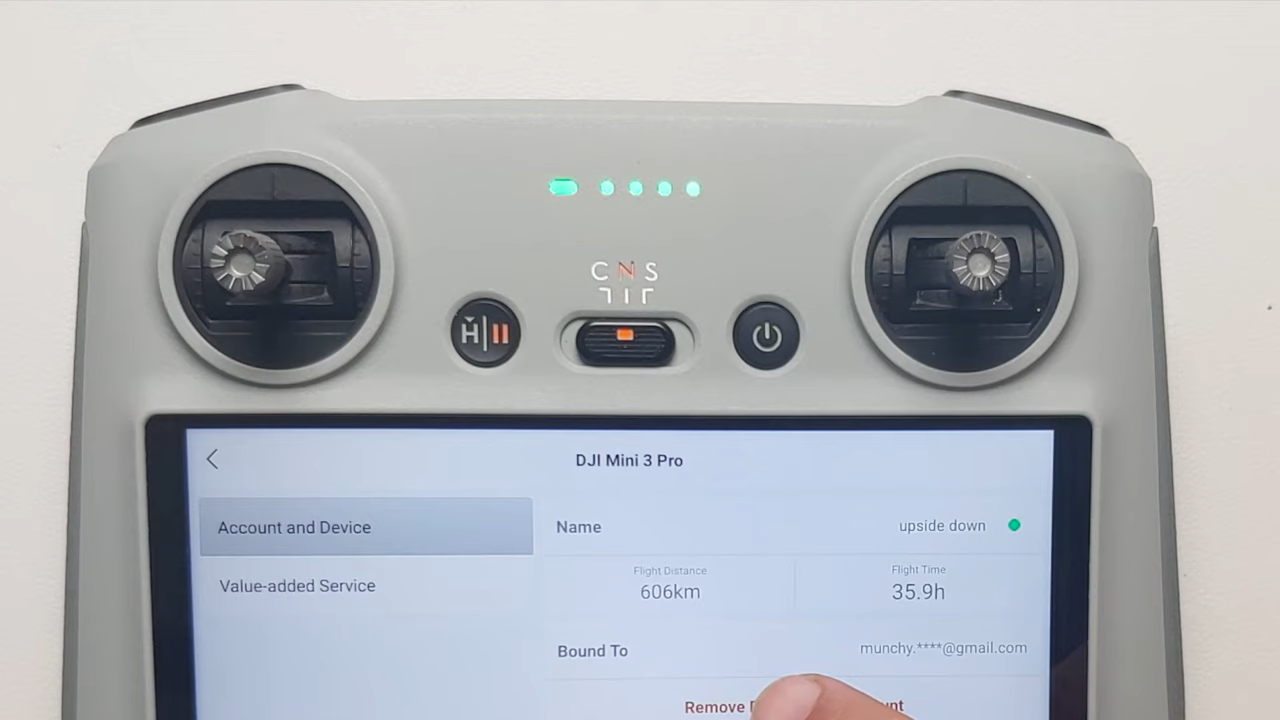 C N S
H
DJI Mini 3 Pro
Account and Device
Name
upside down
Value-added Service
Flight Distance
Flight Time
606km
35.9h
Bound To
munchy.****@gmail.com
Remove